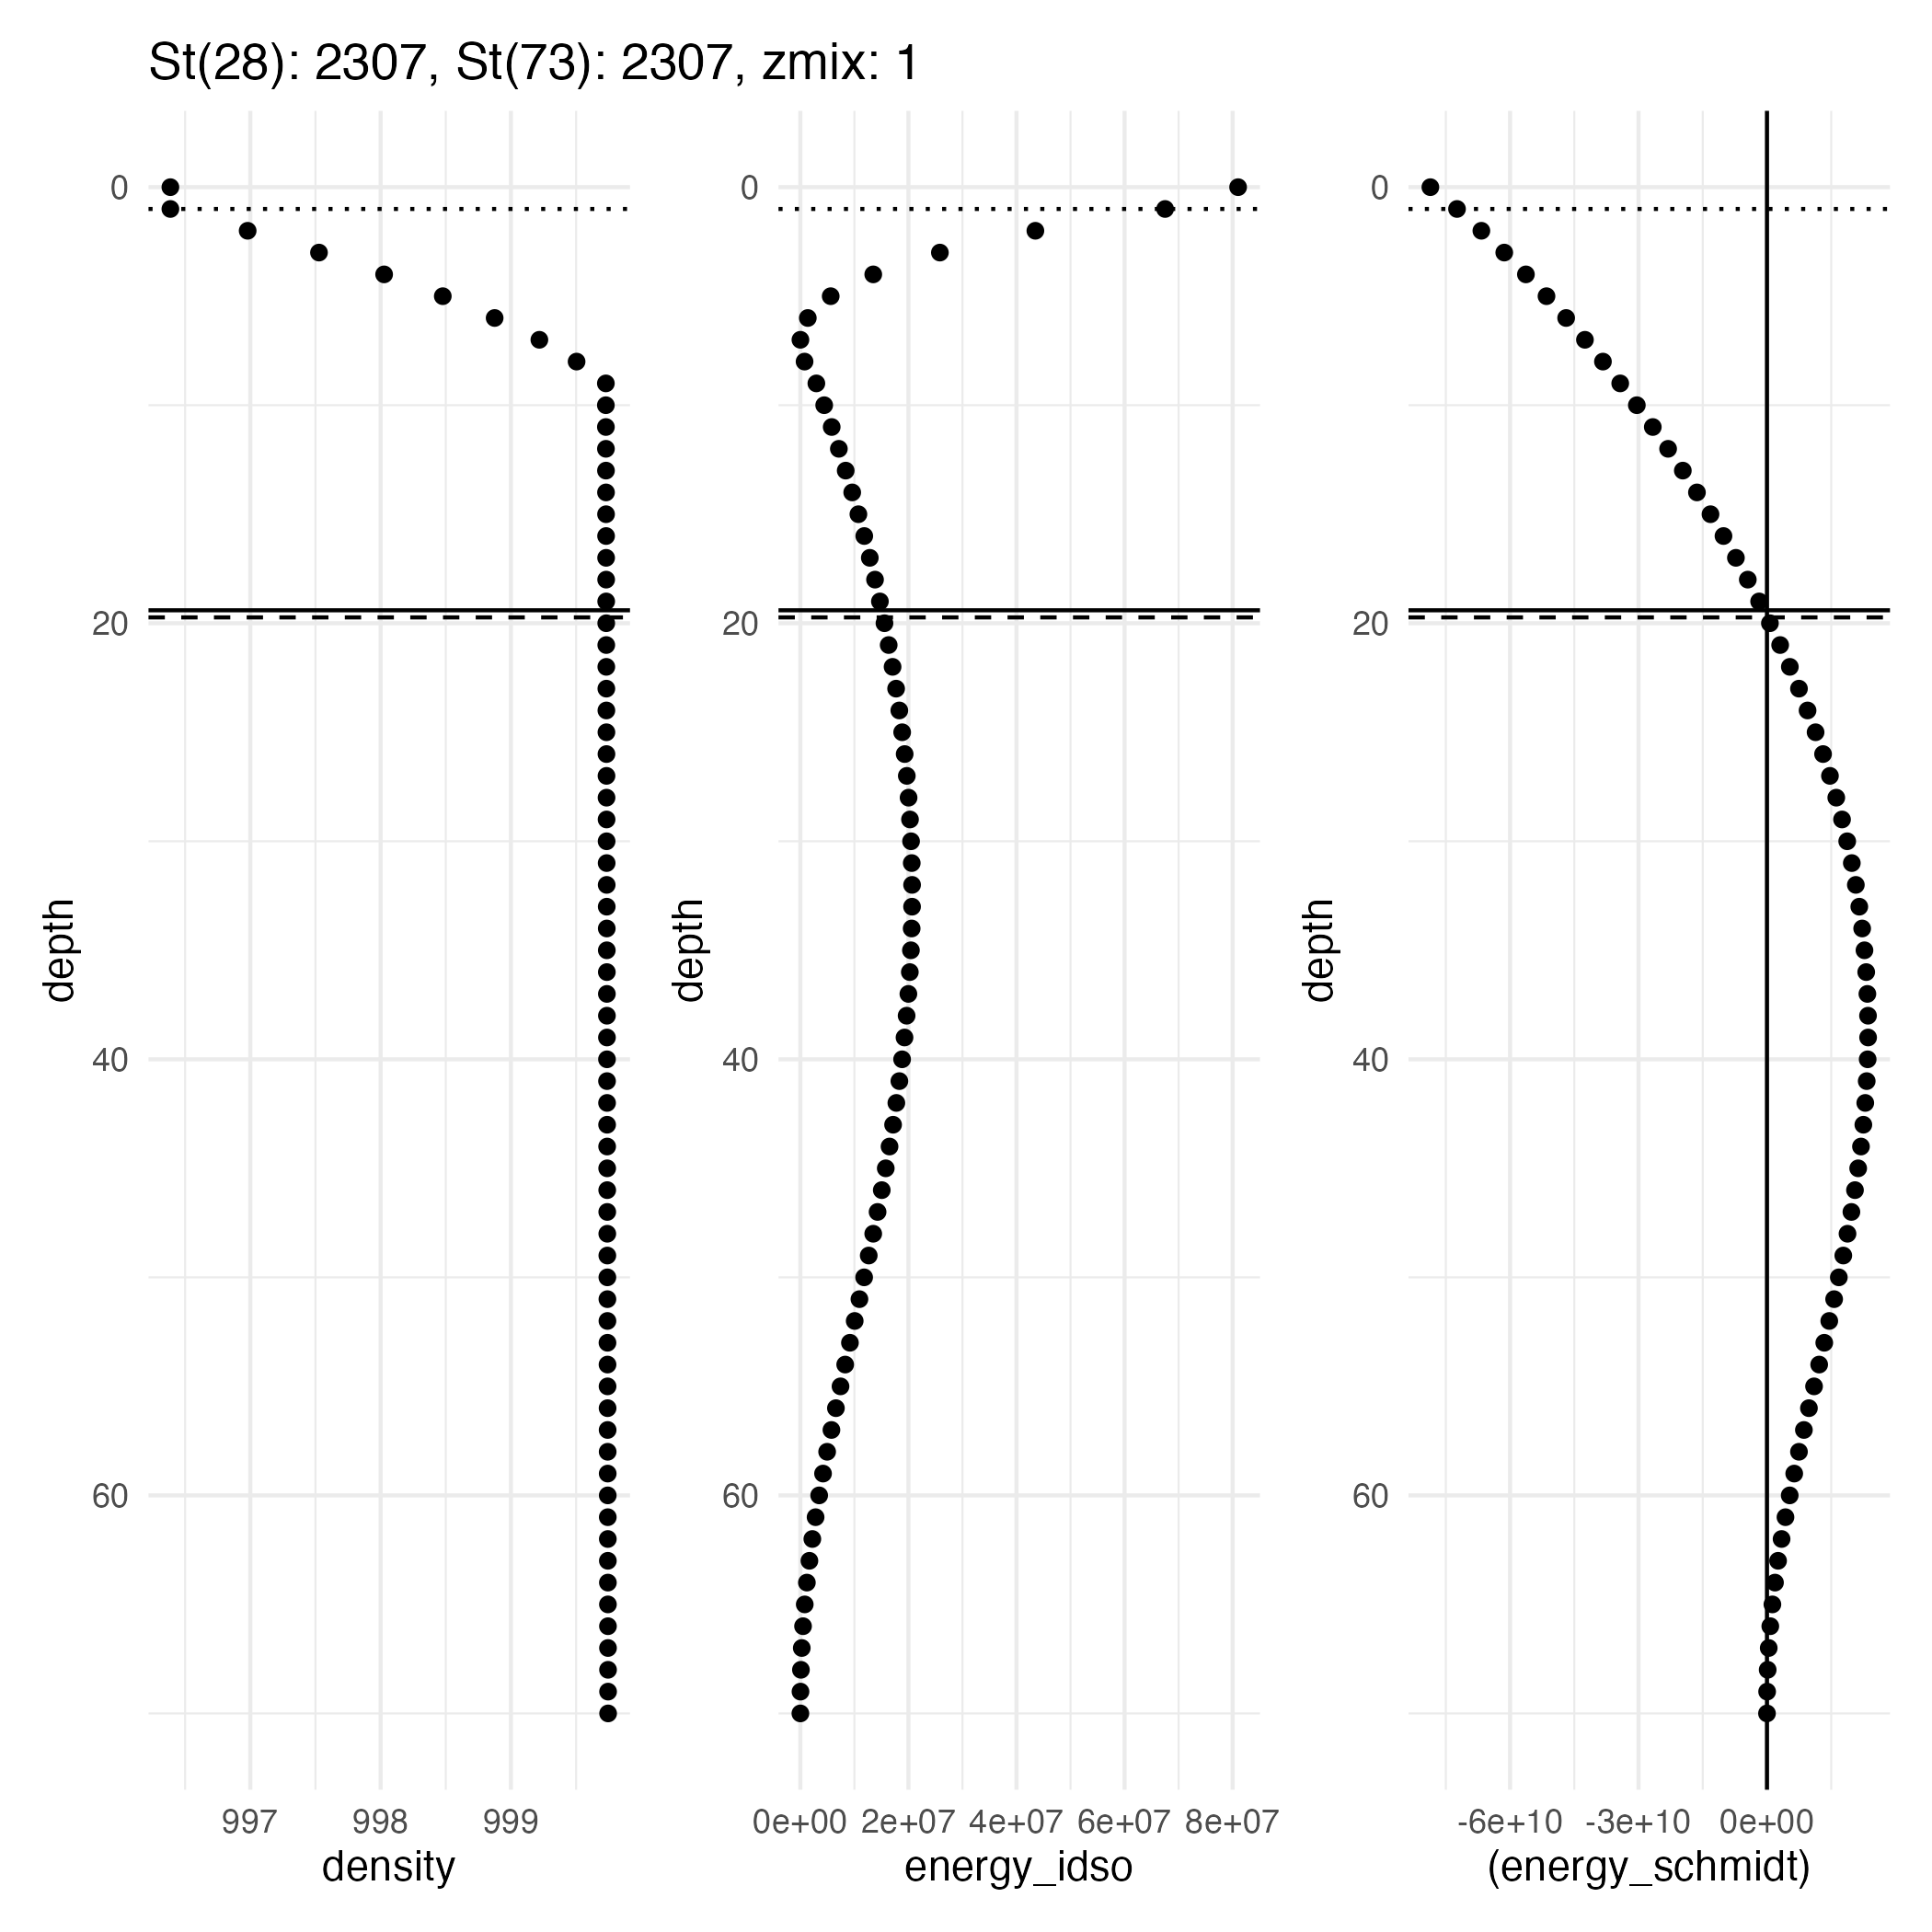 St(28): 2307, St(73): 2307, zmix: 1
0
20
40
60
depth
997 998 999
density
0
20
40
60
depth
0e+00 2e+07 4e+07 6e+07 8e+07
energy_idso
0
20
40
60
depth
-6e+10 -3e+10 0e+00
(energy_schmidt)